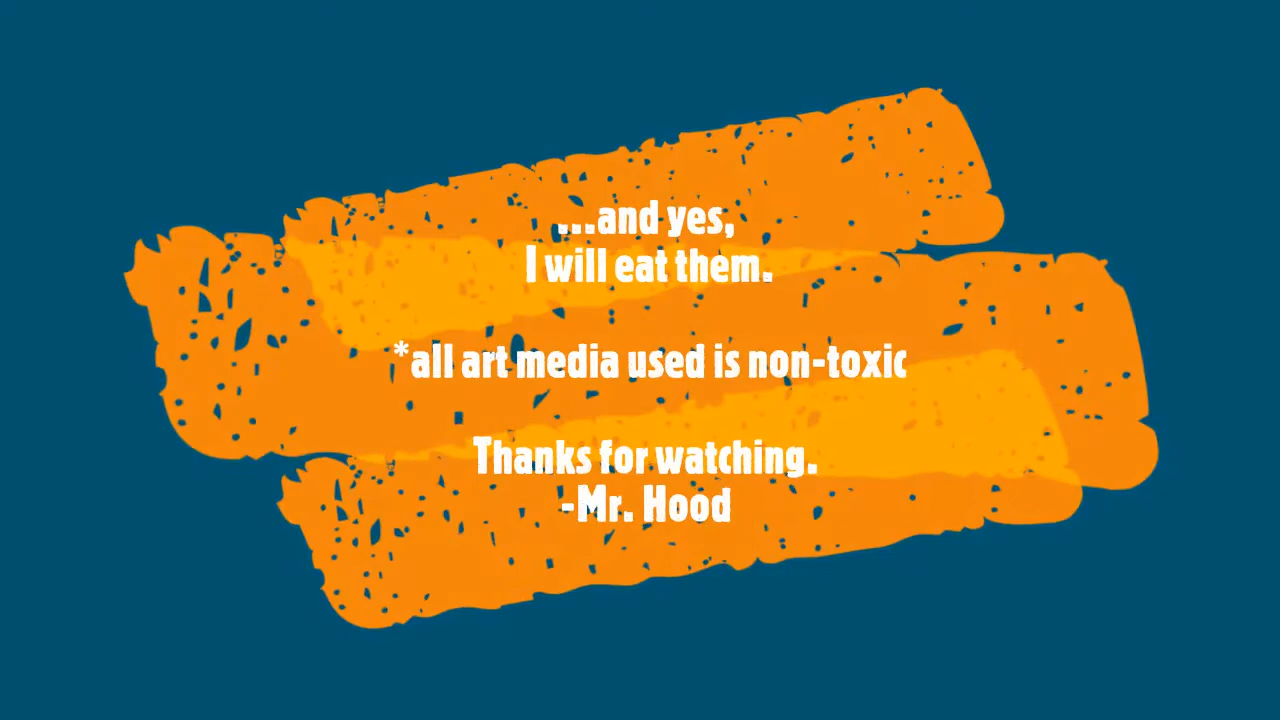 ...and yes,
I will eat them.
*all art media used is non-toxic
Thanks for watching.
-Mr. Hood